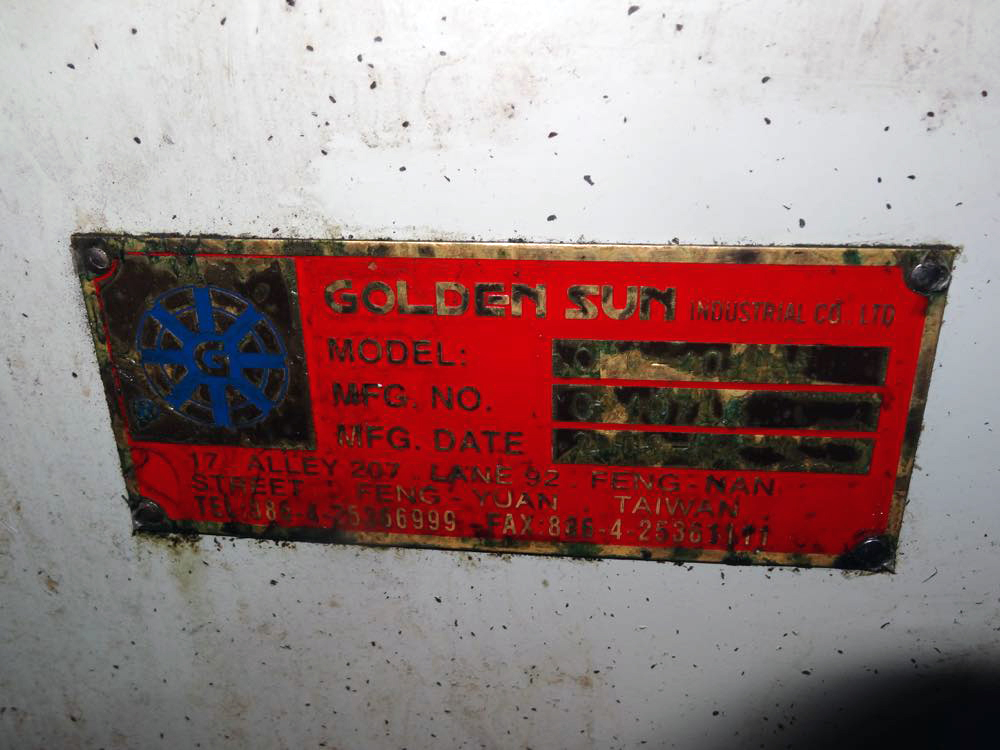 G
GOLDEN SUN INDUSTRIAL CO., LTD
MODEL:
MFG. NO.
MFG. DATE
17, ALLEY 207, LANE 92, FENG-NAN
STREET, FENG-YUAN, TAIWAN
TEL:886-4-25366999 FAX:886-4-25361111